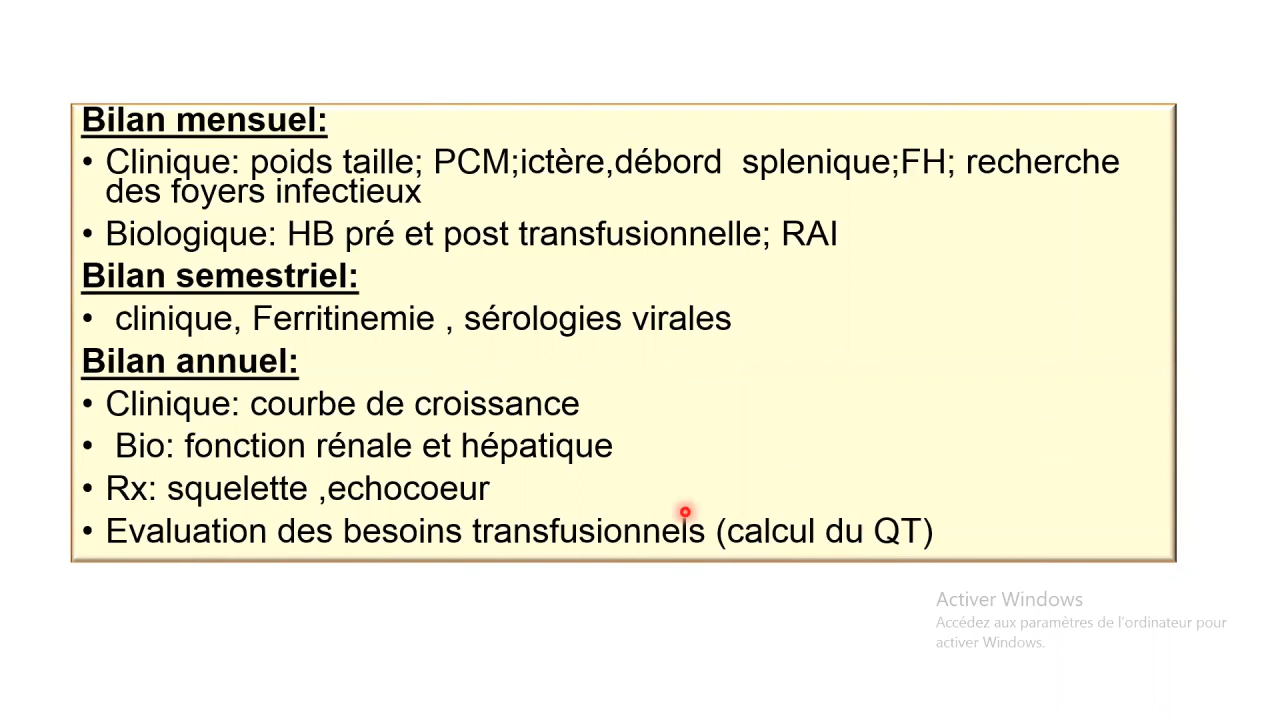 Bilan mensuel:
• Clinique: poids taille; PCM;ictère,débord splenique;FH; recherche
des foyers infectieux
• Biologique: HB pré et post transfusionnelle; RAI
Bilan semestriel:
• clinique, Ferritinemie , sérologies virales
Bilan annuel:
• Clinique: courbe de croissance
• Bio: fonction rénale et hépatique
• Rx: squelette ,echocoeur
• Evaluation des besoins transfusionnels (calcul du QT)
Activer Windows
Accédez aux paramètres de l'ordinateur pour
activer Windows.